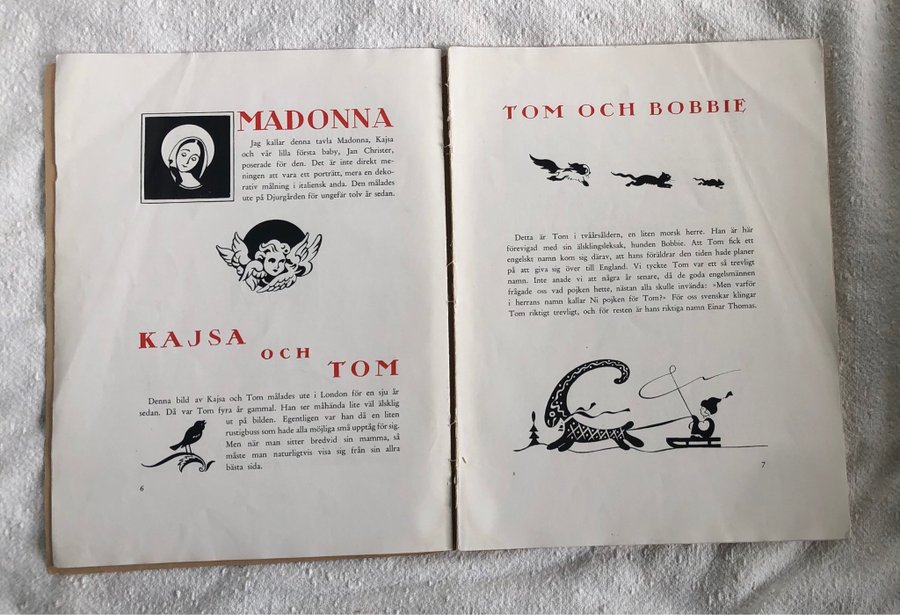 MADONNA
Jag kallar denna tavla Madonna, Kajsa
och vår lilla första baby, Jan Christer,
poserade för den. Det är inte direkt me-
ningen att vara ett porträtt, mera en deko-
rativ målning i italiensk anda. Den målades
ute på Djurgården för ungefär tolv år sedan.
KAJSA
OCH
TOM
Denna bild av Kajsa och Tom målades ute i London för en sju år
sedan. Då var Tom fyra år gammal. Han ser måhända lite väl älsklig
ut på bilden. Egentligen var han då en liten
rustigbuss som hade alla möjliga små upptåg för sig.
Men när man sitter bredvid sin mamma, så
måste man naturligtvis visa sig från sin allra
bästa sida.
6
TOM OCH BOBBIE
Detta är Tom i tvåårsåldern, en liten morsk herre. Han är här
förevigad med sin älsklingsleksak, hunden Bobbie. Att Tom fick ett
engelskt namn kom sig därav, att hans föräldrar den tiden hade planer
på att giva sig över till England. Vi tyckte Tom var ett så trevligt
namn. Inte anade vi att några år senare, då de goda engelsmännen
frågade oss vad pojken hette, nästan alla skulle invända: »Men varför
i herrans namn kallar Ni pojken för Tom?» För oss svenskar klingar
Tom riktigt trevligt, och för resten är hans riktiga namn Einar Thomas.
7